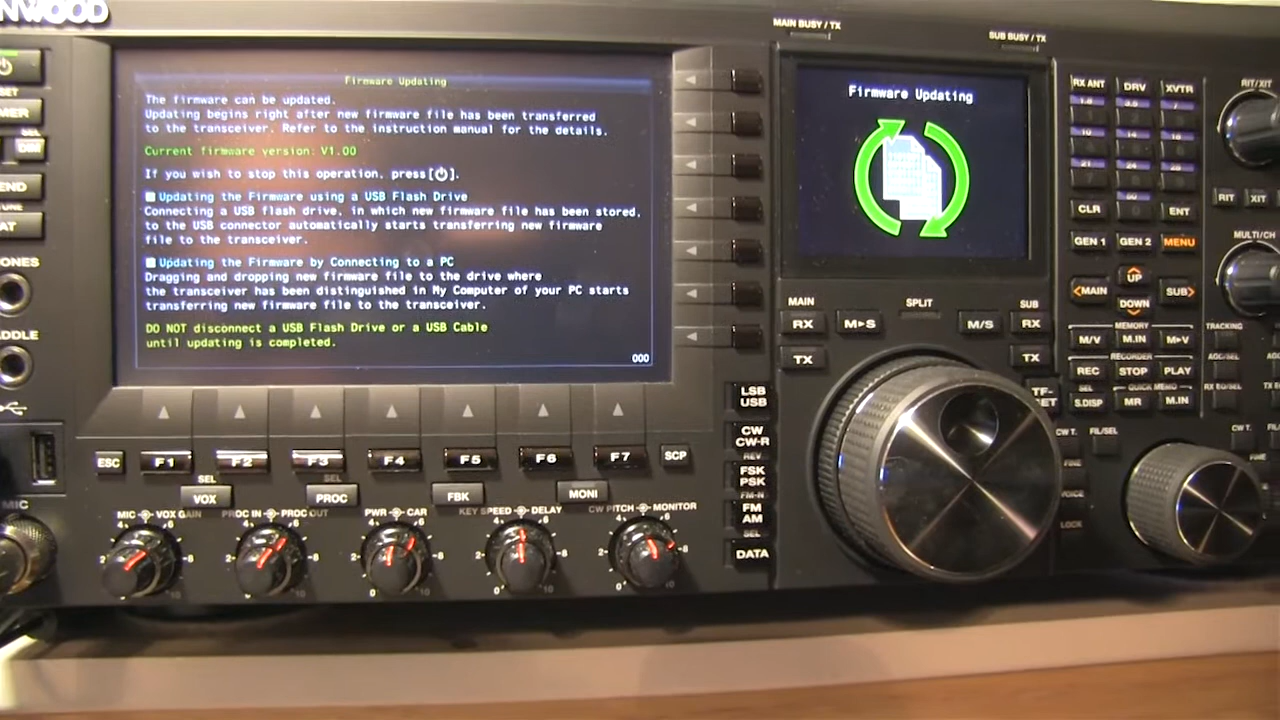 NWOOD
MAIN BUSY / TX
SUB BUSY / TX
Firmware Updating
The firmware can be updated.
Updating begins right after new firmware file has been transferred
to the transceiver. Refer to the instruction manual for the details.
Current firmware version: V1.00
If you wish to stop this operation, press[⏻].
Updating the Firmware using a USB Flash Drive
Connecting a USB flash drive, in which new firmware file has been stored,
to the USB connector automatically starts transferring new firmware
file to the transceiver.
Updating the Firmware by Connecting to a PC
Dragging and dropping new firmware file to the drive where
the transceiver has been distinguished in My Computer of your PC starts
transferring new firmware file to the transceiver.
DO NOT disconnect a USB Flash Drive or a USB Cable
until updating is completed.
000
Firmware Updating
MER
END
AT
ONES
ADDLE
MIC
ESC
F1
F2
F3
F4
F5
F6
F7
SCP
SEL
SEL
VOX
PROC
FBK
MONI
MIC VOX GAIN
PROC IN PROC OUT
PWR CAR
KEY SPEED DELAY
CW PITCH MONITOR
LSB
USB
CW
CW-R
REV
FSK
PSK
FM-N
FM
AM
SEL
DATA
MAIN
SPLIT
SUB
RX
M►S
M/S
RX
TX
TX
RX ANT
DRV
XVTR
1.8
3.5
7
10
14
18
21
24
28
50
CLR
ENT
GEN 1
GEN 2
MENU
UP
MAIN
SUB
DOWN
MEMORY
M/V
M.IN
M►V
RECORDER
REC
STOP
PLAY
SEL
QUICK MEMO
S.DISP
MR
M.IN
RIT/XIT
RIT
XIT
MULTI/CH
TRACKING
CW T.
FIL/SEL
FINE
VOICE
LOCK
CW T.